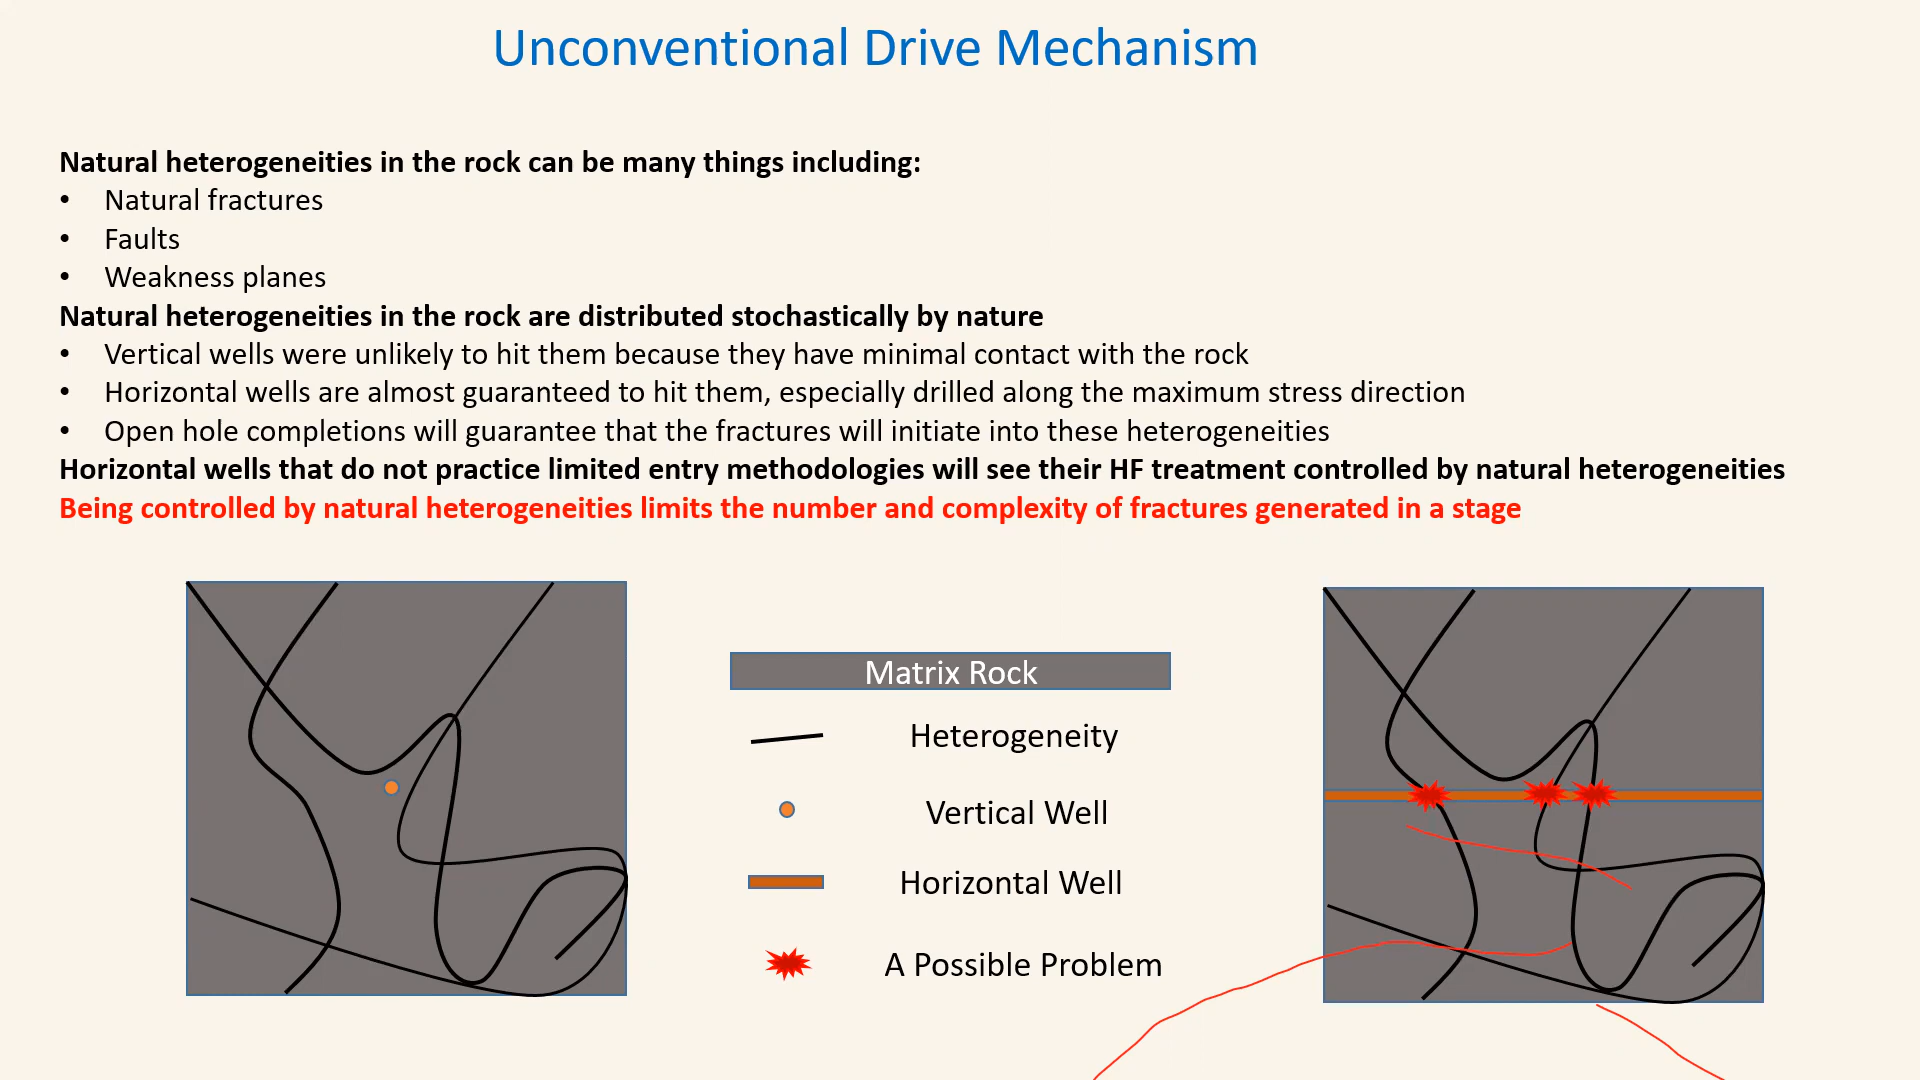 Unconventional Drive Mechanism
Natural heterogeneities in the rock can be many things including:
• Natural fractures
• Faults
• Weakness planes
Natural heterogeneities in the rock are distributed stochastically by nature
• Vertical wells were unlikely to hit them because they have minimal contact with the rock
• Horizontal wells are almost guaranteed to hit them, especially drilled along the maximum stress direction
• Open hole completions will guarantee that the fractures will initiate into these heterogeneities
Horizontal wells that do not practice limited entry methodologies will see their HF treatment controlled by natural heterogeneities
Being controlled by natural heterogeneities limits the number and complexity of fractures generated in a stage
Matrix Rock
Heterogeneity
Vertical Well
Horizontal Well
A Possible Problem